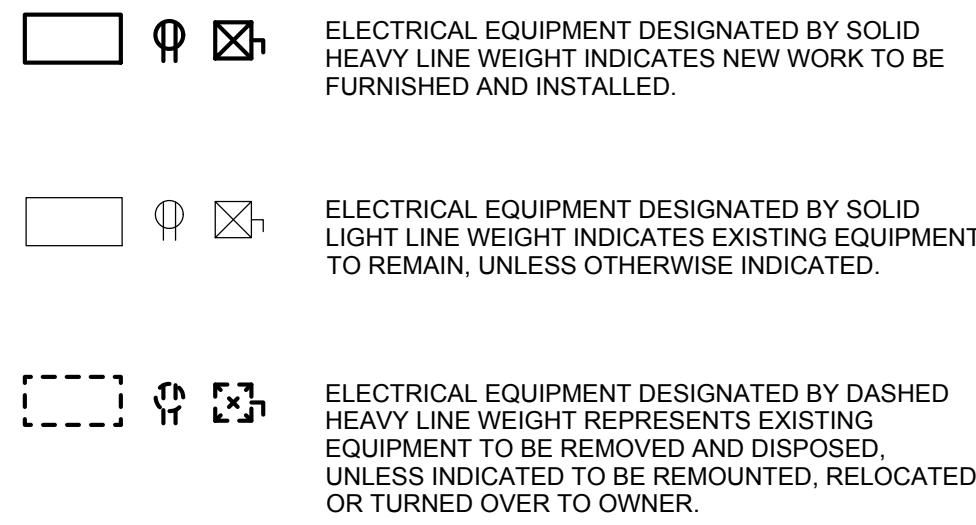 ELECTRICAL EQUIPMENT DESIGNATED BY SOLID
HEAVY LINE WEIGHT INDICATES NEW WORK TO BE
FURNISHED AND INSTALLED.
ELECTRICAL EQUIPMENT DESIGNATED BY SOLID
LIGHT LINE WEIGHT INDICATES EXISTING EQUIPMENT
TO REMAIN, UNLESS OTHERWISE INDICATED.
ELECTRICAL EQUIPMENT DESIGNATED BY DASHED
HEAVY LINE WEIGHT REPRESENTS EXISTING
EQUIPMENT TO BE REMOVED AND DISPOSED,
UNLESS INDICATED TO BE REMOUNTED, RELOCATED
OR TURNED OVER TO OWNER.